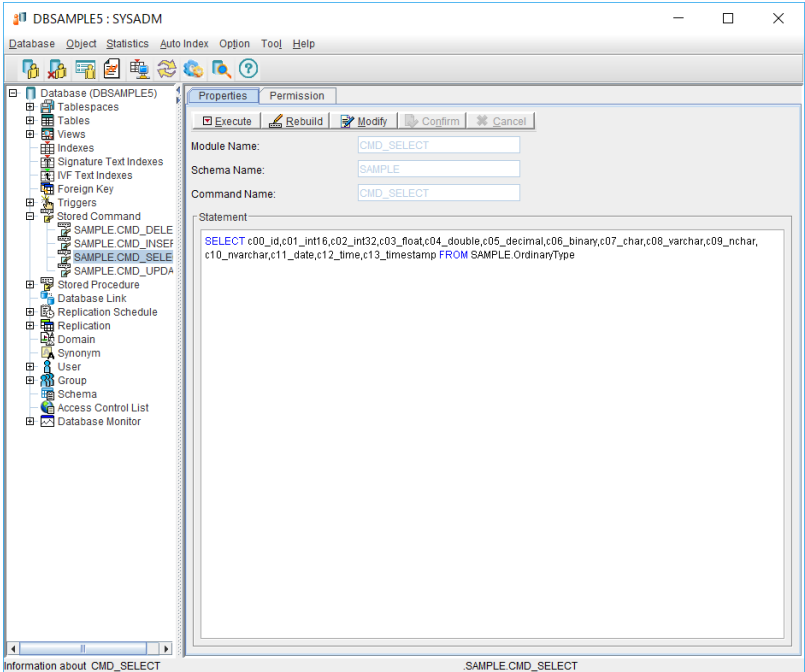 DBSAMPLE5 : SYSADM
Database Object Statistics Auto Index Option Tool Help
Database (DBSAMPLE5)
Tablespaces
Tables
Views
Indexes
Signature Text Indexes
IVF Text Indexes
Foreign Key
Triggers
Stored Command
SAMPLE.CMD_DELE
SAMPLE.CMD_INSER
SAMPLE.CMD_SELE
SAMPLE.CMD_UPDA
Stored Procedure
Database Link
Replication Schedule
Replication
Domain
Synonym
User
Group
Schema
Access Control List
Database Monitor
Properties Permission
Execute Rebuild Modify Confirm Cancel
Module Name: CMD_SELECT
Schema Name: SAMPLE
Command Name: CMD_SELECT
Statement
SELECT c00_id,c01_int16,c02_int32,c03_float,c04_double,c05_decimal,c06_binary,c07_char,c08_varchar,c09_nchar,
c10_nvarchar,c11_date,c12_time,c13_timestamp FROM SAMPLE.OrdinaryType
Information about CMD_SELECT .SAMPLE.CMD_SELECT